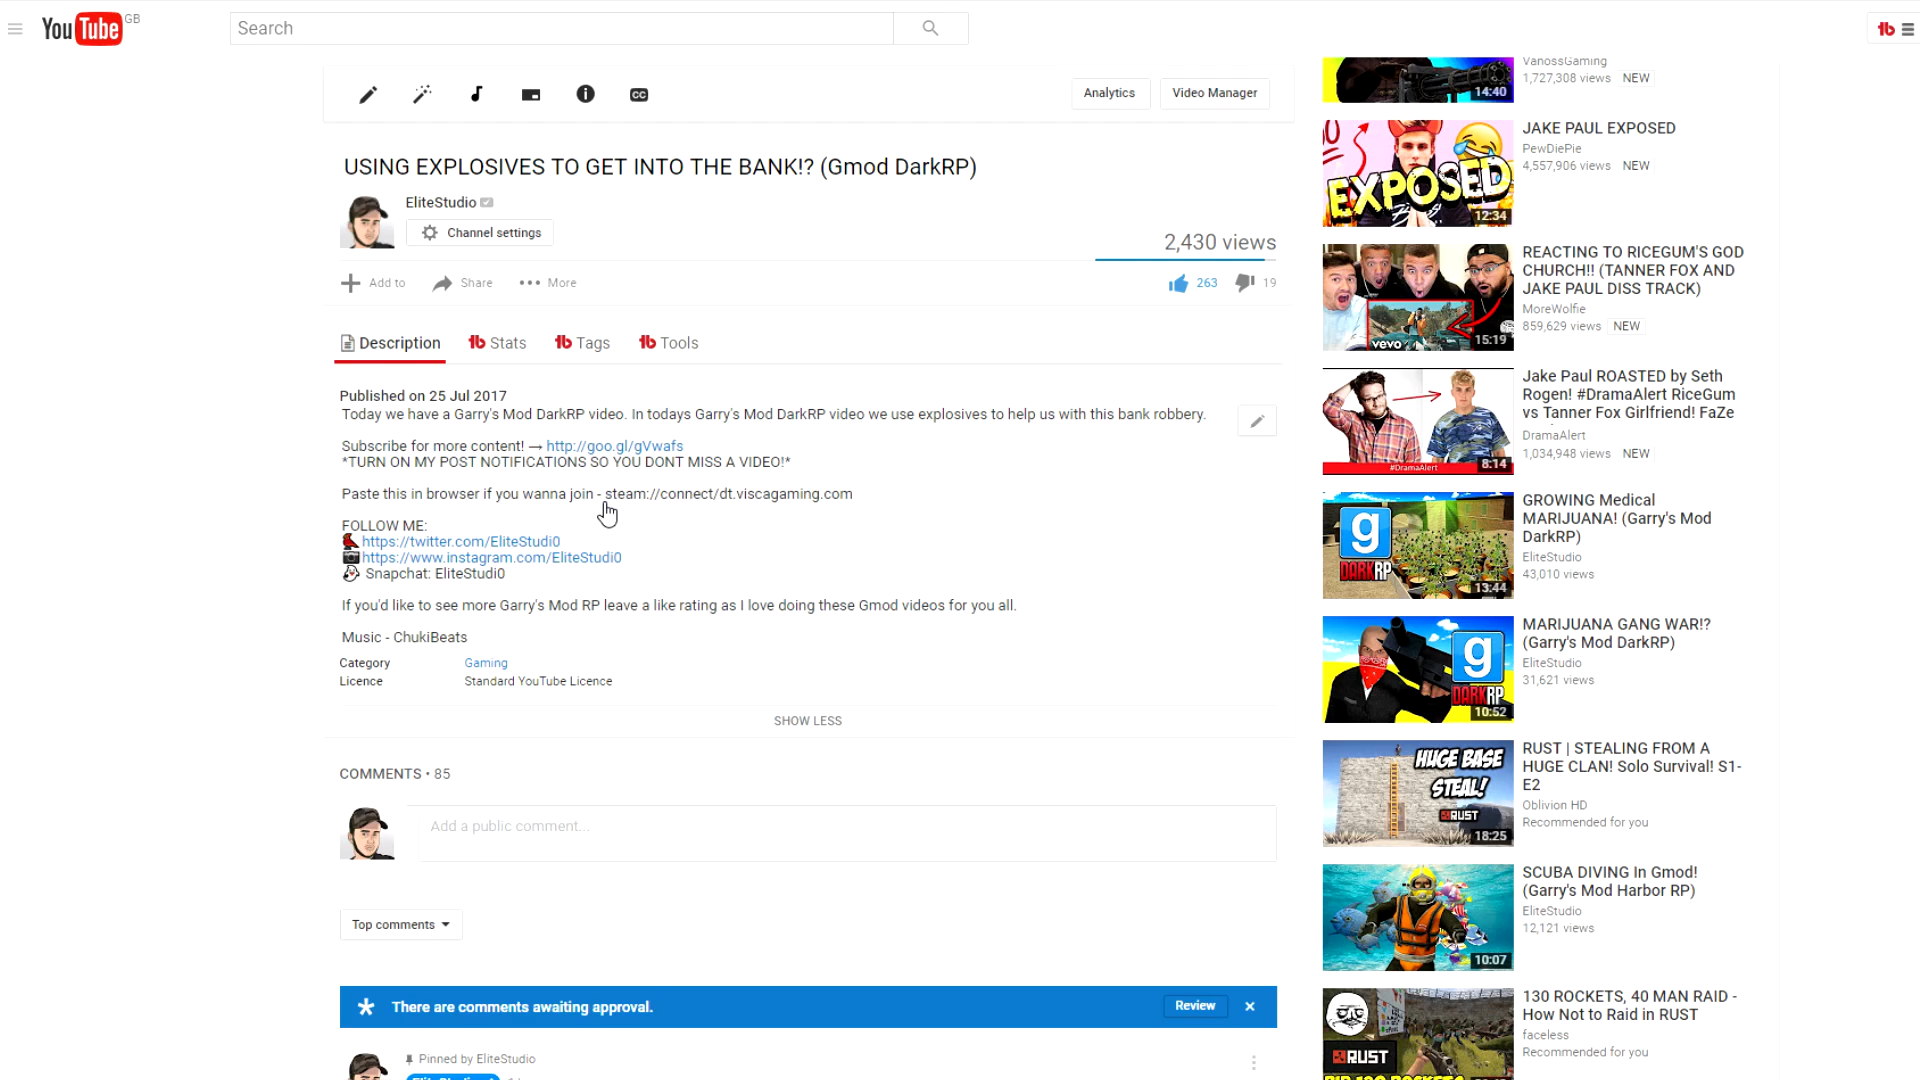 YouTube GB
Search
Analytics
Video Manager
USING EXPLOSIVES TO GET INTO THE BANK!? (Gmod DarkRP)
EliteStudio
Channel settings
2,430 views
Add to
Share
More
263
19
Description
Stats
Tags
Tools
Published on 25 Jul 2017
Today we have a Garry's Mod DarkRP video. In todays Garry's Mod DarkRP video we use explosives to help us with this bank robbery.
Subscribe for more content! → http://goo.gl/gVwafs
*TURN ON MY POST NOTIFICATIONS SO YOU DONT MISS A VIDEO!*
Paste this in browser if you wanna join - steam://connect/dt.viscagaming.com
FOLLOW ME:
https://twitter.com/EliteStudi0
https://www.instagram.com/EliteStudi0
Snapchat: EliteStudi0
If you'd like to see more Garry's Mod RP leave a like rating as I love doing these Gmod videos for you all.
Music - ChukiBeats
Category Gaming
Licence Standard YouTube Licence
SHOW LESS
COMMENTS • 85
Add a public comment...
Top comments
There are comments awaiting approval.
Review
Pinned by EliteStudio
VanossGaming
1,727,308 views NEW
14:40
JAKE PAUL EXPOSED
PewDiePie
4,557,906 views NEW
EXPOSED
12:34
REACTING TO RICEGUM'S GOD
CHURCH!! (TANNER FOX AND
JAKE PAUL DISS TRACK)
MoreWolfie
859,629 views NEW
vevo
15:19
Jake Paul ROASTED by Seth
Rogen! #DramaAlert RiceGum
vs Tanner Fox Girlfriend! FaZe
DramaAlert
1,034,948 views NEW
#DramaAlert
8:14
GROWING Medical
MARIJUANA! (Garry's Mod
DarkRP)
EliteStudio
43,010 views
g
DARKRP
13:44
MARIJUANA GANG WAR!?
(Garry's Mod DarkRP)
EliteStudio
31,621 views
g
DARKRP
10:52
RUST | STEALING FROM A
HUGE CLAN! Solo Survival! S1-
E2
Oblivion HD
Recommended for you
HUGE BASE
STEAL!
RUST
18:25
SCUBA DIVING In Gmod!
(Garry's Mod Harbor RP)
EliteStudio
12,121 views
10:07
130 ROCKETS, 40 MAN RAID -
How Not to Raid in RUST
faceless
Recommended for you
RUST